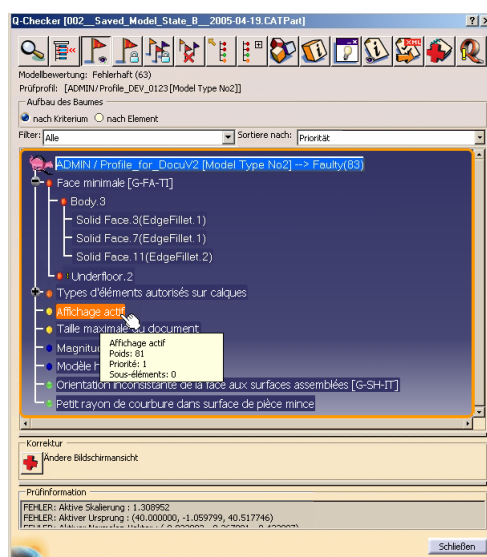 Q-Checker [002__Saved_Model_State_B__2005-04-19.CATPart]
Modelbewertung: Fehlerhaft (63)
Prüfprofil: [ADMIN/Profile_DEV_0123[Model Type No2]]
Aufbau des Baumes
nach Kriterium nach Element
Filter: Alle Sortiere nach: Priorität
ADMIN / Profile_for_DocuV2 [Model Type No2] --> Faulty(83)
Face minimale [G-FA-TI]
Body.3
Solid Face.3(EdgeFillet.1)
Solid Face.7(EdgeFillet.1)
Solid Face.11(EdgeFillet.2)
Underfloor.2
Types d'éléments autorisés sur calques
Affichage actif
Taille maximale du document
Affichage actif
Poids: 81
Priorité: 1
Sous-éléments: 0
Modèle
Orientation inconsistante de la face aux surfaces assemblées [G-SH-IT]
Petit rayon de courbure dans surface de pièce mince
Korrektur
Ändere Bildschirmansicht
Prüfinformation
FEHLER: Aktive Skalierung : 1.308952
FEHLER: Aktiver Ursprung : (40.000000, -1.059799, 40.517746)
Schließen